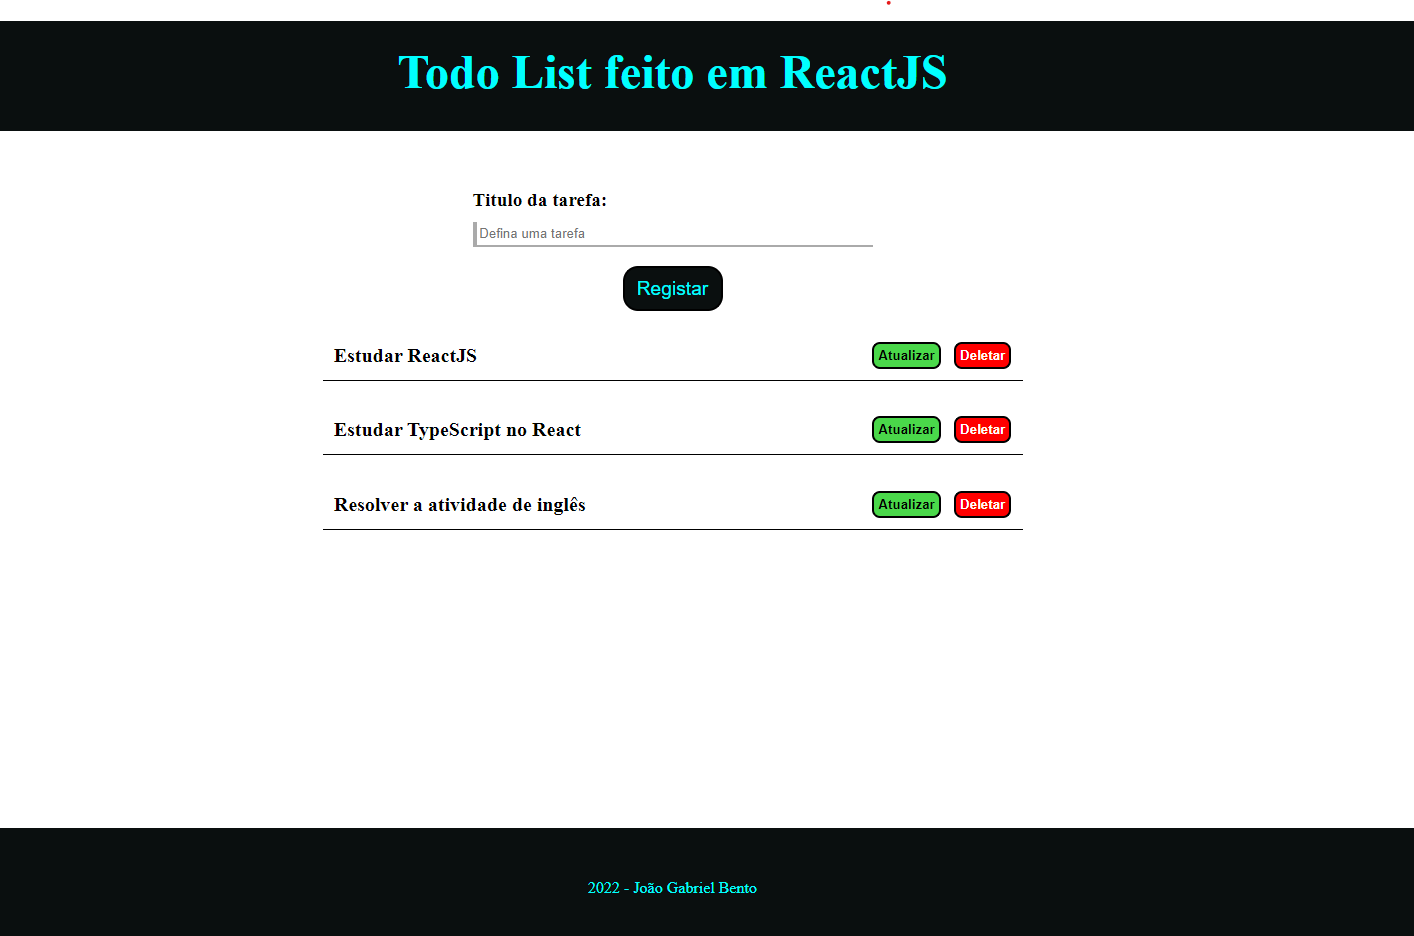 Todo List feito em ReactJS
Titulo da tarefa:
Defina uma tarefa
Registar
Estudar ReactJS Atualizar Deletar
Estudar TypeScript no React Atualizar Deletar
Resolver a atividade de inglês Atualizar Deletar
2022 - João Gabriel Bento